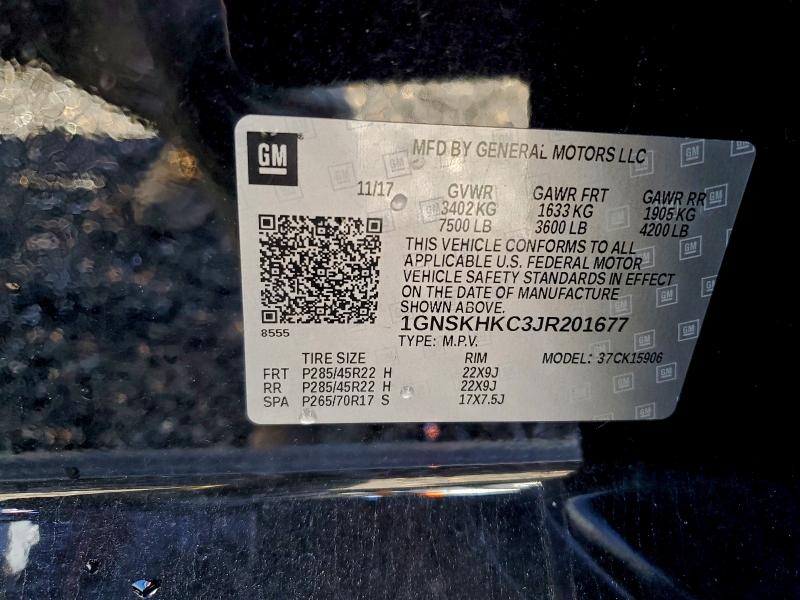 GM
MFD BY GENERAL MOTORS LLC
11/17 GVWR GAWR FRT GAWR RR
3402 KG 1633 KG 1905 KG
7500 LB 3600 LB 4200 LB
THIS VEHICLE CONFORMS TO ALL
APPLICABLE U.S. FEDERAL MOTOR
VEHICLE SAFETY STANDARDS IN EFFECT
ON THE DATE OF MANUFACTURE
SHOWN ABOVE.
8555
1GNSKHKC3JR201677
TYPE: M.P.V.
TIRE SIZE RIM MODEL: 37CK15906
FRT P285/45R22 H 22X9J
RR P285/45R22 H 22X9J
SPA P265/70R17 S 17X7.5J